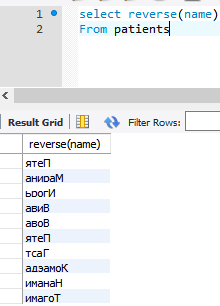 1 select reverse(name)
2 From patients
Result Grid Filter Rows:
reverse(name)
ятеП
анираМ
ьрогИ
авиВ
авоВ
ятеП
тсаГ
адзамоК
иманаН
имагоТ